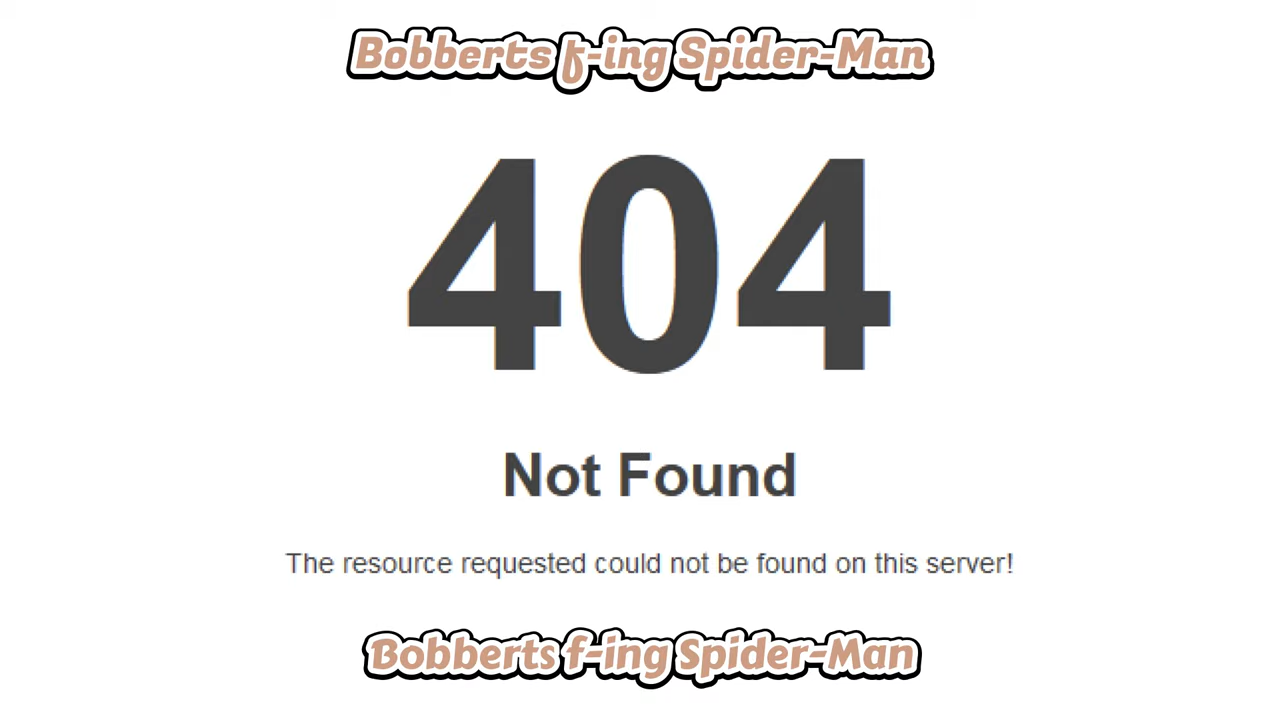 Bobberts f-ing Spider-Man
404
Not Found
The resource requested could not be found on this server!
Bobberts f-ing Spider-Man